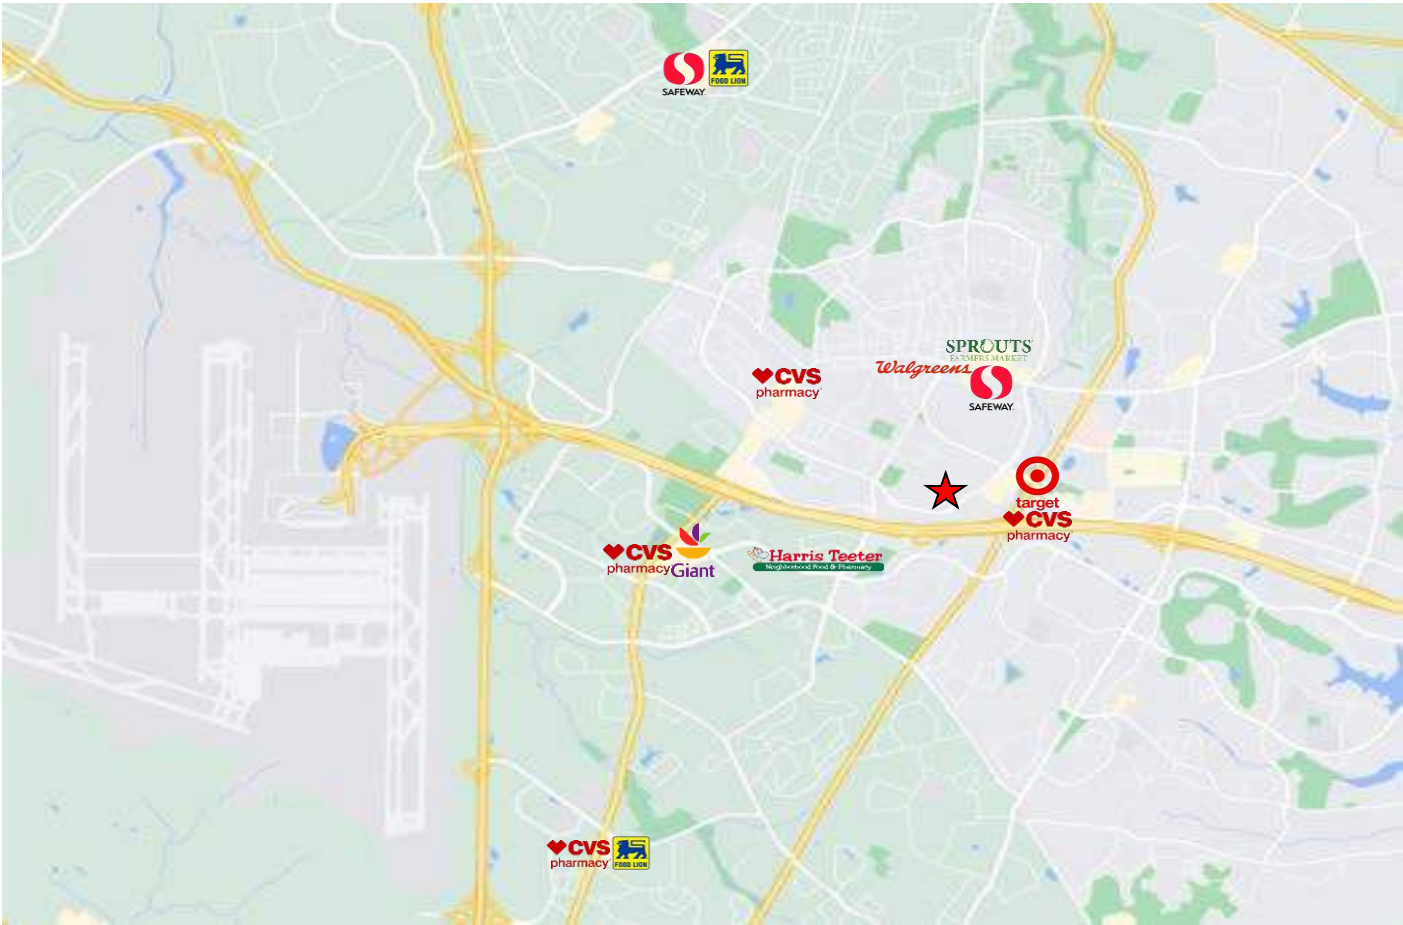 SAFEWAY
FOOD LION
SPROUTS
FARMERS MARKET
Walgreens
SAFEWAY
CVS
pharmacy
target
CVS
pharmacy
CVS
pharmacy
Giant
Harris Teeter
Neighborhood Food & Pharmacy
CVS
pharmacy
FOOD LION